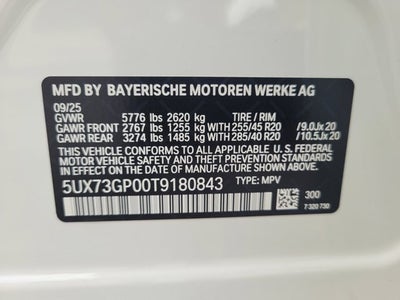 MFD BY BAYERISCHE MOTOREN WERKE AG
09/25
GVWR 5776 lbs 2620 kg TIRE / RIM
GAWR FRONT 2767 lbs 1255 kg with 255/45 R20 /9.0Jx20
GAWR REAR 3274 lbs 1485 kg with 285/40 R20 /10.5Jx20
THIS VEHICLE CONFORMS TO ALL APPLICABLE
U.S. FEDERAL MOTOR VEHICLE SAFETY STANDARDS
IN EFFECT ON THE DATE OF MANUFACTURE
SHOWN ABOVE.
5UX73GP00T9180843 TYPE: MPV 300
7 320 730